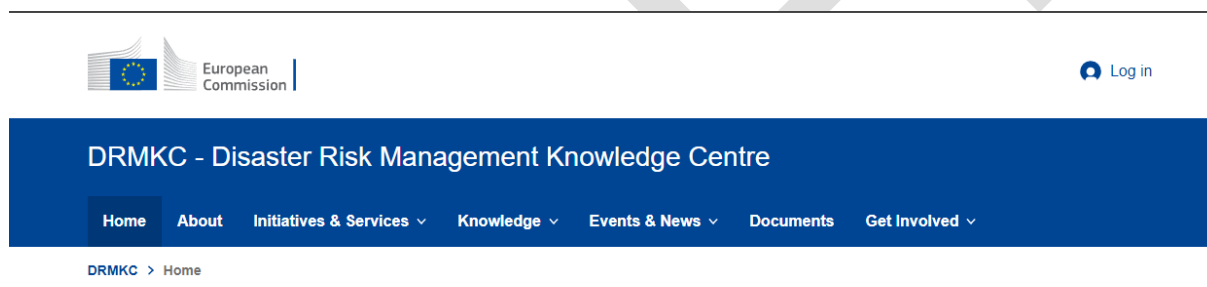 European
Commission
Log in
DRMKC - Disaster Risk Management Knowledge Centre
Home About Initiatives & Services Knowledge Events & News Documents Get Involved
DRMKC > Home